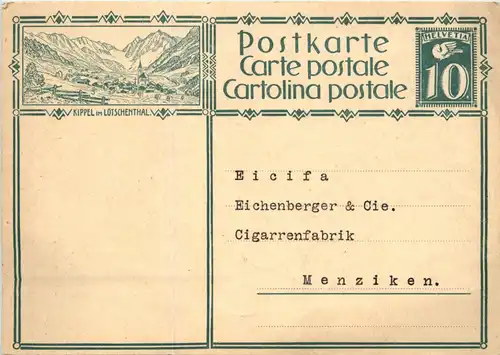 KIPPEL im LÖTSCHENTHAL
Postkarte
Carte postale
Cartolina postale
HELVETIA
10
Eicifa
Eichenberger & Cie.
Cigarrenfabrik
Menziken.